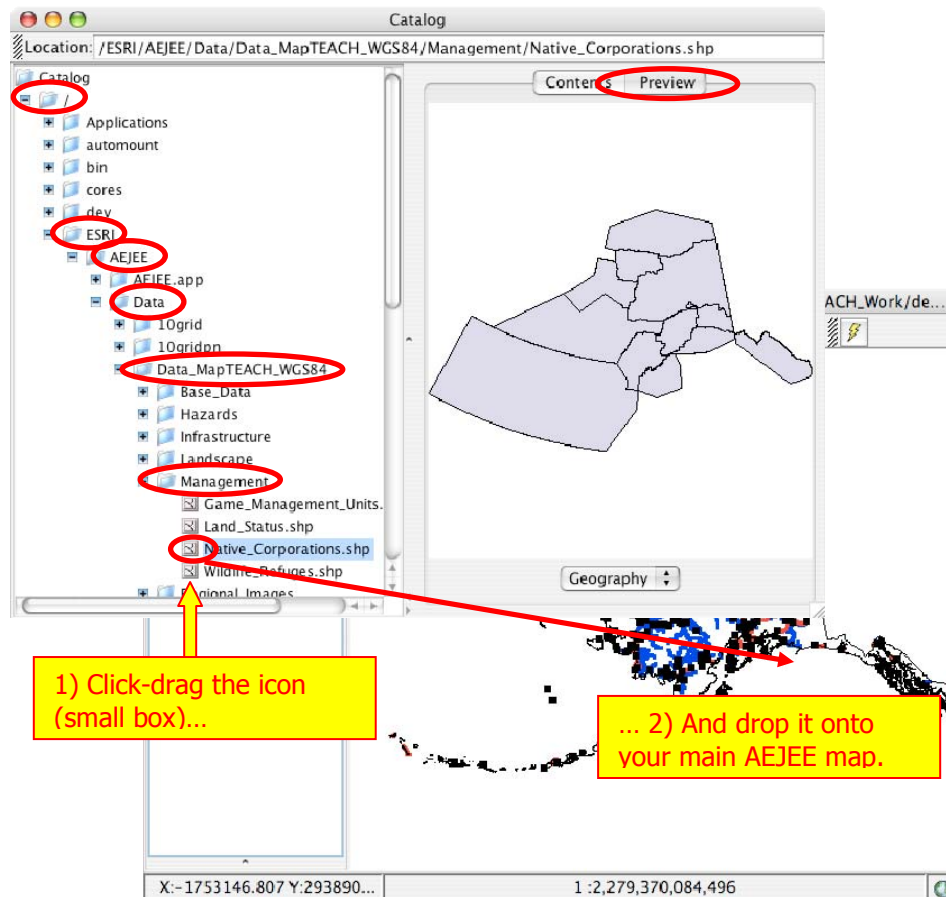 Catalog
Location: /ESRI/AEJEE/Data/Data_MapTEACH_WGS84/Management/Native_Corporations.shp
Catalog
/
Applications
automount
bin
cores
dev
ESRI
AEJEE
AEJEE.app
Data
10grid
10gridpn
Data_MapTEACH_WGS84
Base_Data
Hazards
Infrastructure
Landscape
Management
Game_Management_Units.
Land_Status.shp
Native_Corporations.shp
Wildlife_Refuges.shp
Regional_Images
Contents Preview
Geography
ACH_Work/de...
1) Click-drag the icon
(small box)...
... 2) And drop it onto
your main AEJEE map.
X:-1753146.807 Y:293890...
1 :2,279,370,084,496